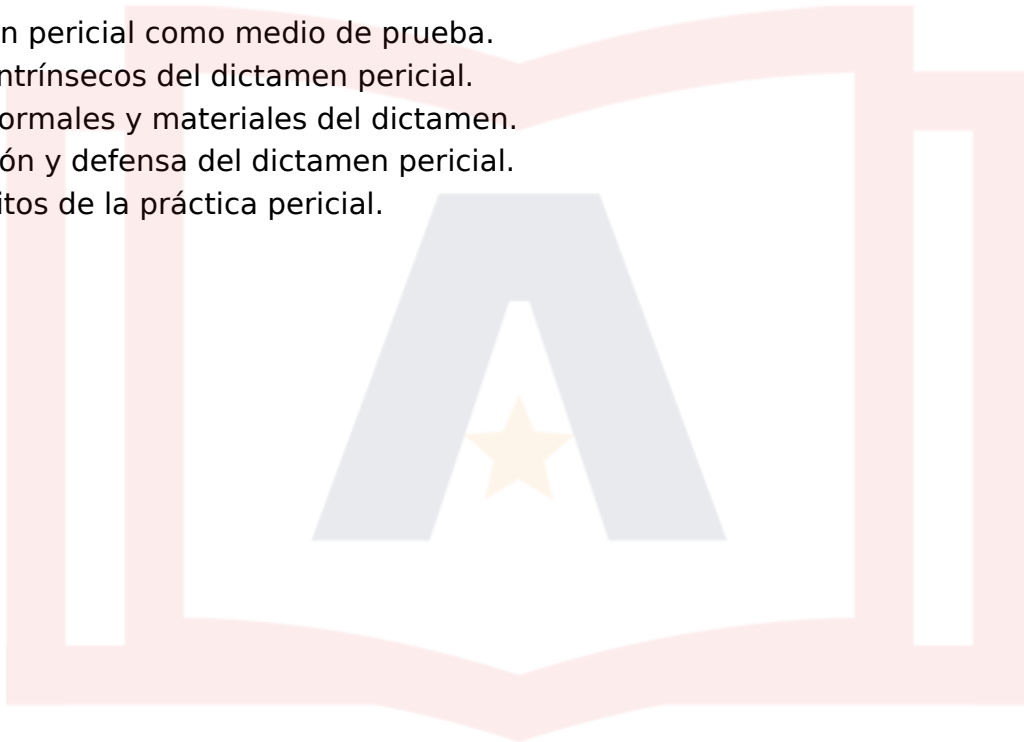 n pericial como medio de prueba.
ntrínsecos del dictamen pericial.
ormales y materiales del dictamen.
ón y defensa del dictamen pericial.
itos de la práctica pericial.